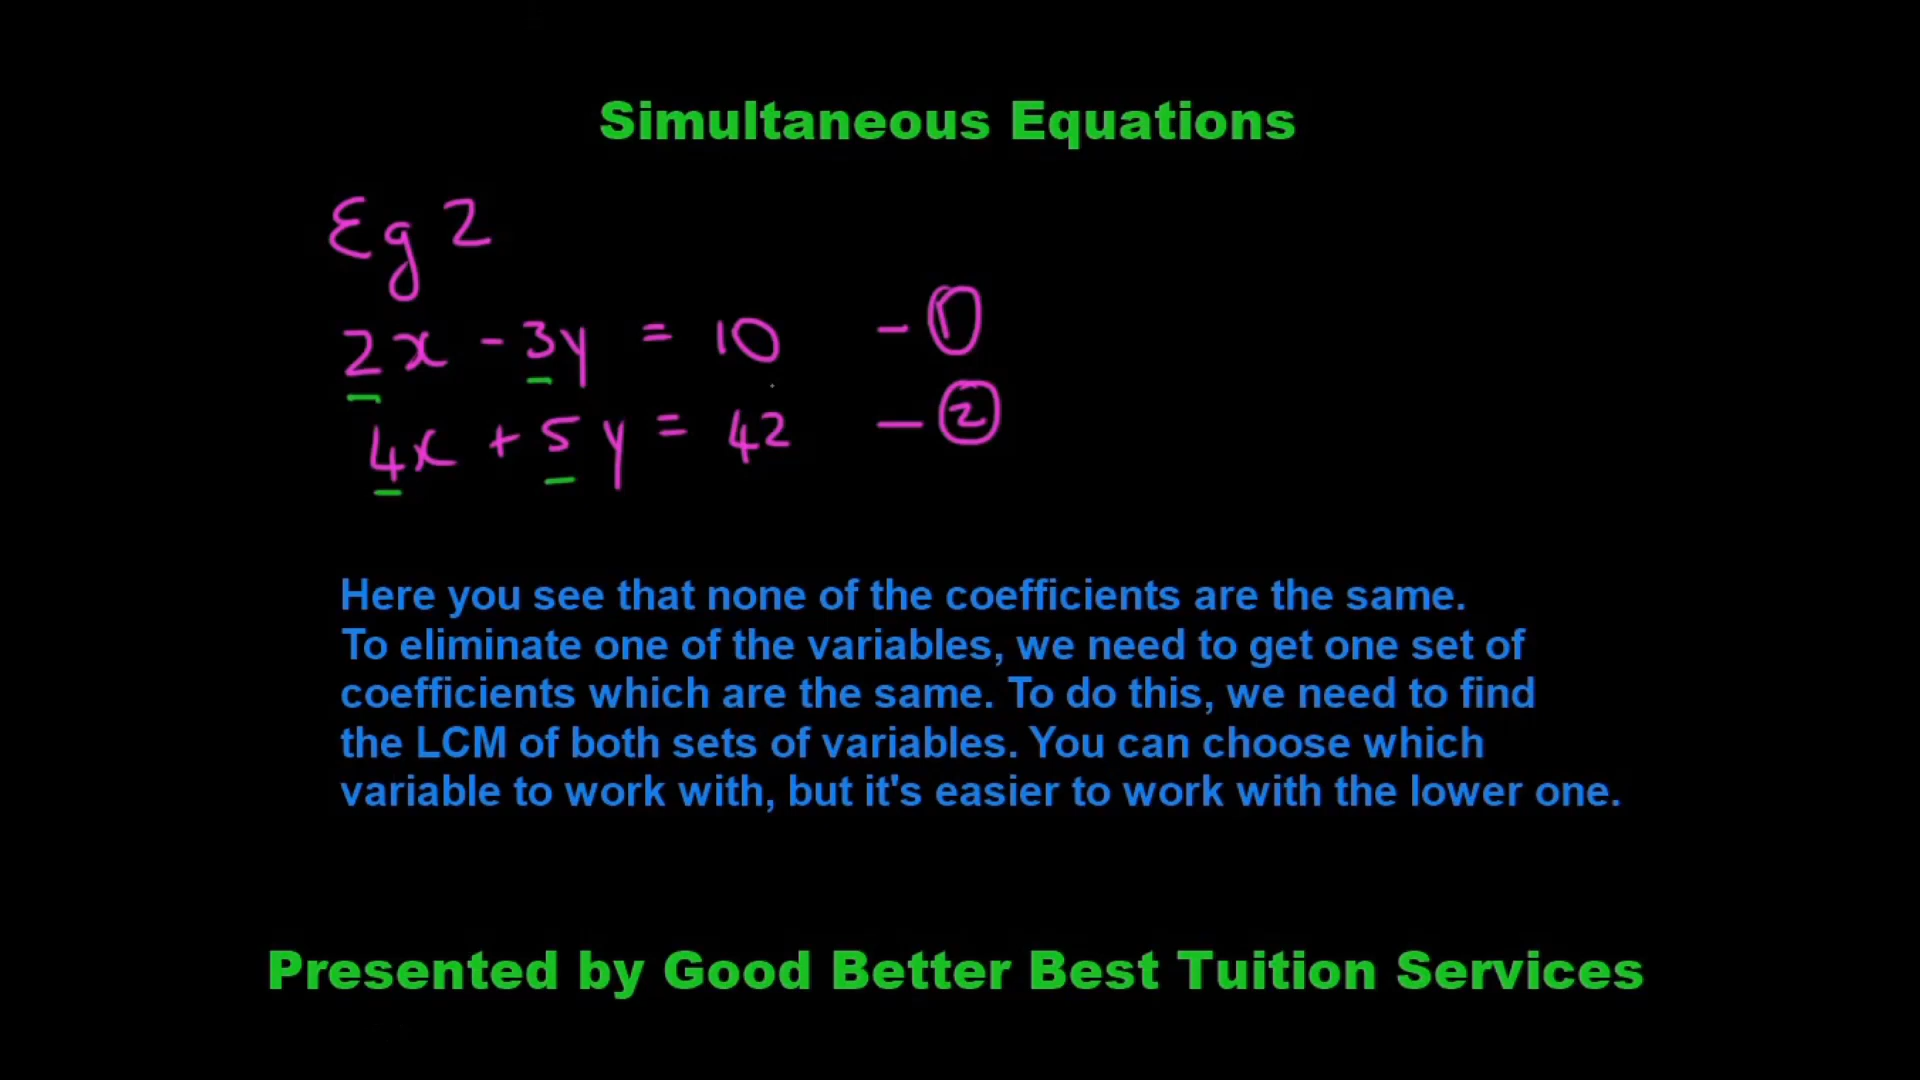 Simultaneous Equations
Eg 2
2x - 3y = 10 - ①
4x + 5y = 42 - ②
Here you see that none of the coefficients are the same.
To eliminate one of the variables, we need to get one set of
coefficients which are the same. To do this, we need to find
the LCM of both sets of variables. You can choose which
variable to work with, but it's easier to work with the lower one.
Presented by Good Better Best Tuition Services